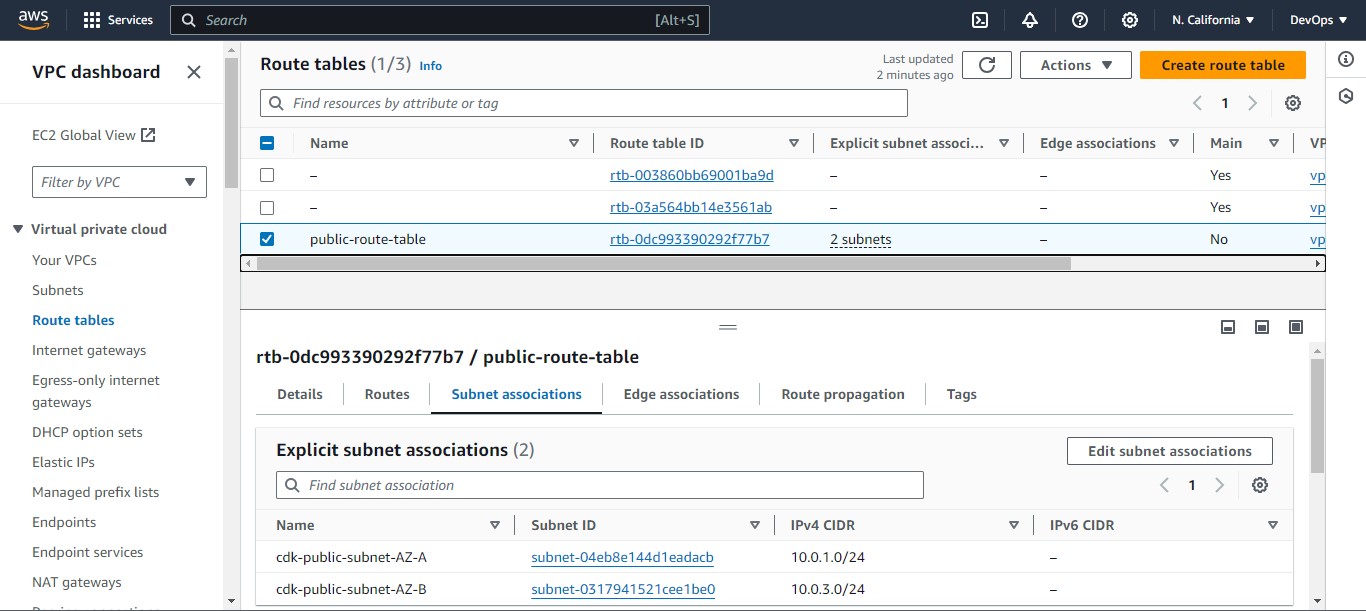 aws
Services
Search
[Alt+S]
N. California
DevOps
VPC dashboard
EC2 Global View
Filter by VPC
Virtual private cloud
Your VPCs
Subnets
Route tables
Internet gateways
Egress-only internet
gateways
DHCP option sets
Elastic IPs
Managed prefix lists
Endpoints
Endpoint services
NAT gateways
Route tables (1/3) Info
Last updated
2 minutes ago
Actions
Create route table
Find resources by attribute or tag
1
Name Route table ID Explicit subnet associ... Edge associations Main VP
– rtb-003860bb69001ba9d – – Yes vp
– rtb-03a564bb14e3561ab – – Yes vp
public-route-table rtb-0dc993390292f77b7 2 subnets – No vp
rtb-0dc993390292f77b7 / public-route-table
Details Routes Subnet associations Edge associations Route propagation Tags
Explicit subnet associations (2)
Edit subnet associations
Find subnet association
1
Name Subnet ID IPv4 CIDR IPv6 CIDR
cdk-public-subnet-AZ-A subnet-04eb8e144d1eadacb 10.0.1.0/24 –
cdk-public-subnet-AZ-B subnet-0317941521cee1be0 10.0.3.0/24 –